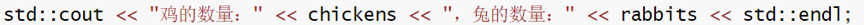 std::cout << "鸡的数量：" << chickens << "，兔的数量：" << rabbits << std::endl;